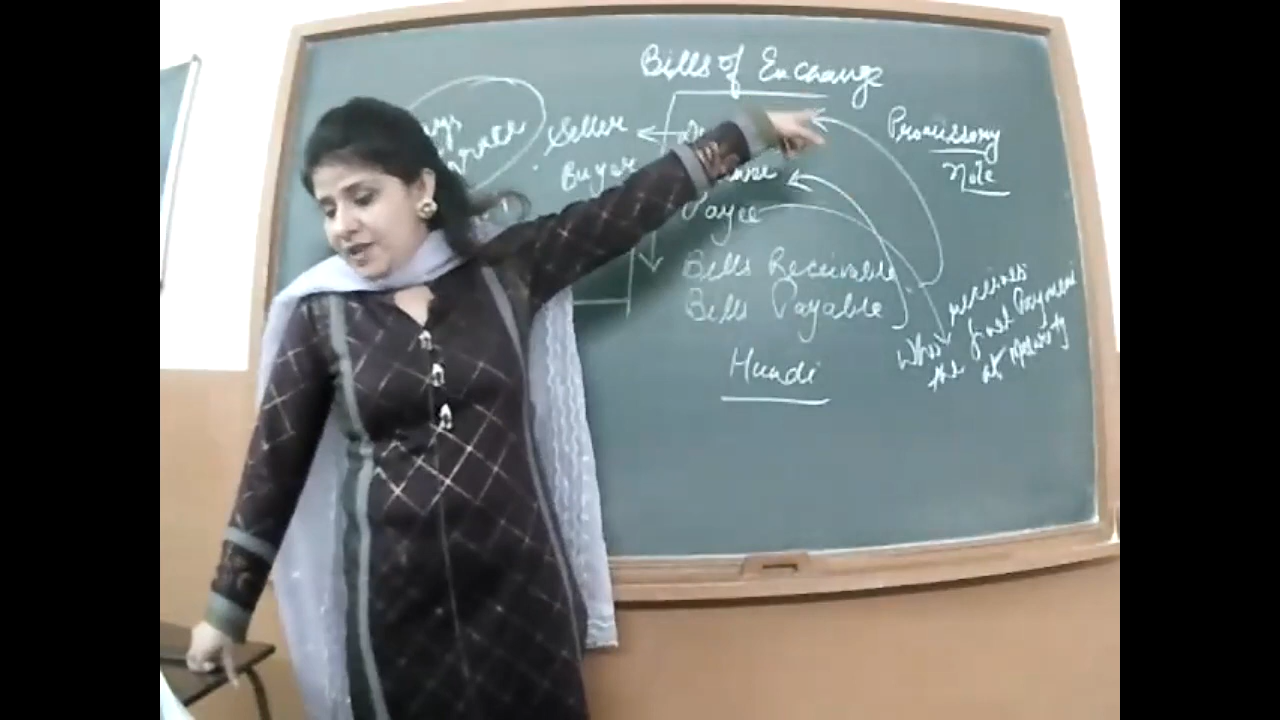 Bills of Exchange
Seller
Buyer
Payee
Bills Receivable
Bills Payable
Hundi
Promissory
Note
receives
Who final Payment
the at Maturity